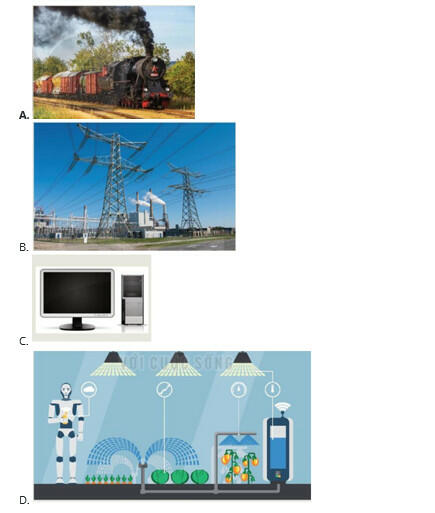 A.
B.
C.
VỚI CUỘC SỐNG
D.